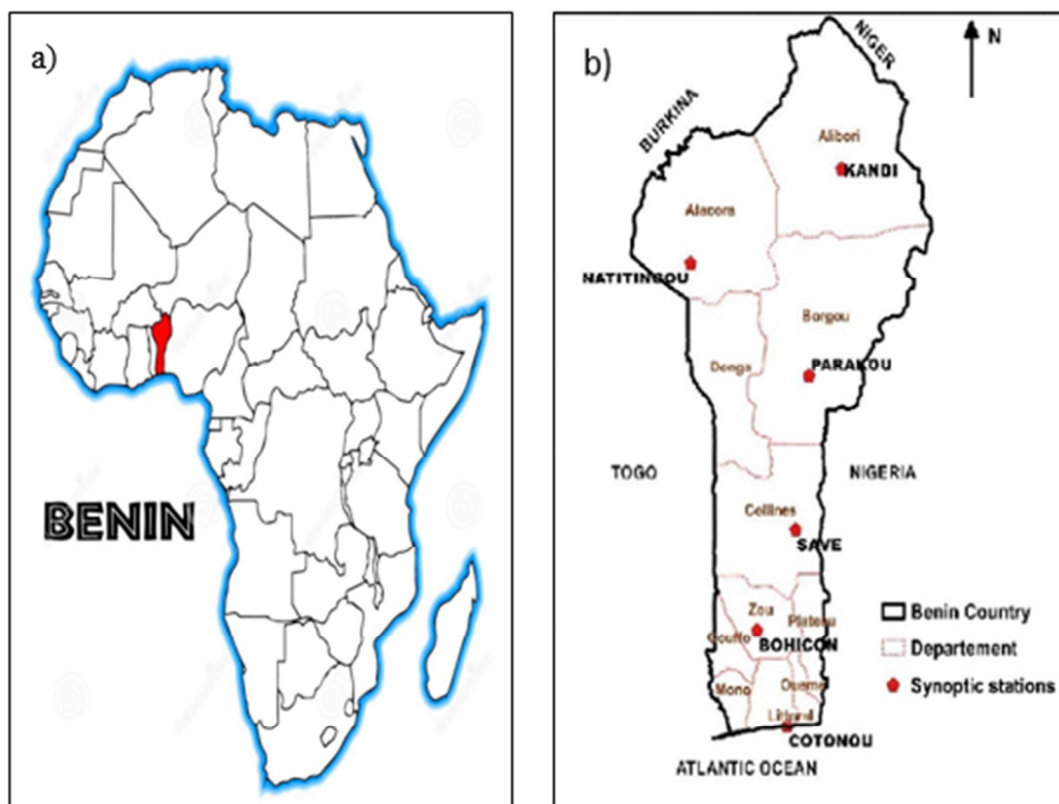 a)
BENIN
b)
N
NIGER
BURKINA
Alibori
KANDI
Atacora
NATITINGOU
Borgou
PARAKOU
Donga
TOGO
NIGERIA
Collines
SAVE
Zou
Plateau
Couffo
BOHICON
Mono
Oueme
Littoral
COTONOU
ATLANTIC OCEAN
Benin Country
Departement
Synoptic stations